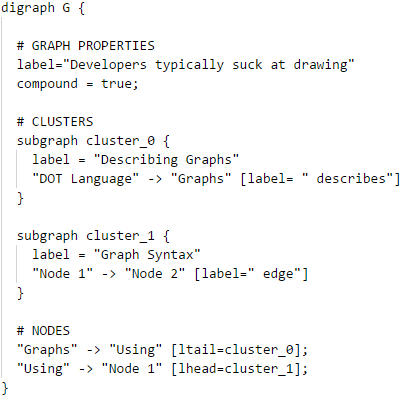 digraph G {
# GRAPH PROPERTIES
label="Developers typically suck at drawing"
compound = true;
# CLUSTERS
subgraph cluster_0 {
label = "Describing Graphs"
"DOT Language" -> "Graphs" [label= " describes"]
}
subgraph cluster_1 {
label = "Graph Syntax"
"Node 1" -> "Node 2" [label=" edge"]
}
# NODES
"Graphs" -> "Using" [ltail=cluster_0];
"Using" -> "Node 1" [lhead=cluster_1];
}